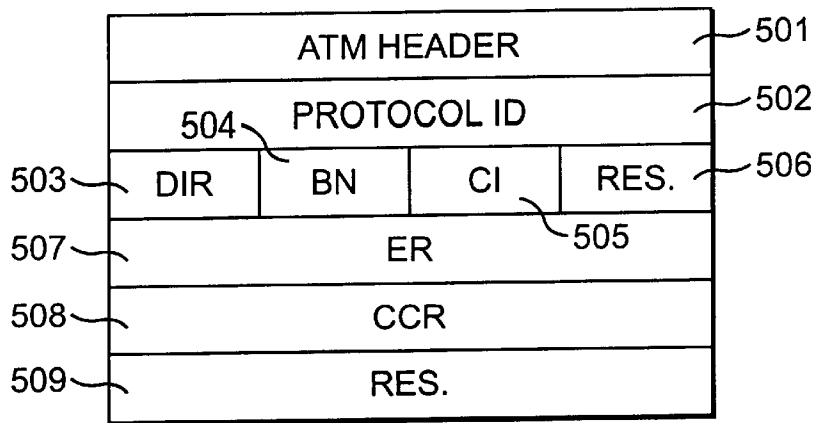 ATM HEADER 501
PROTOCOL ID 502
504
503 DIR BN CI RES. 506
505
507 ER
508 CCR
509 RES.